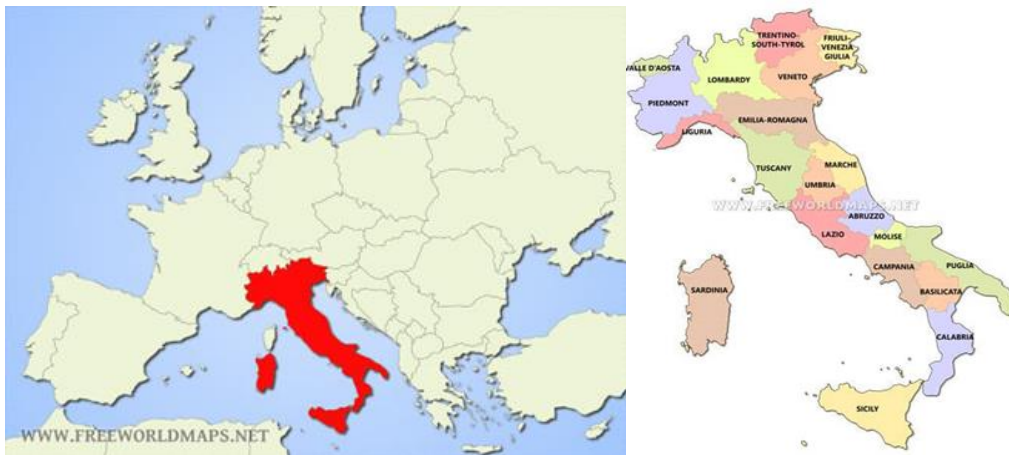 WWW.FREEWORLDMAPS.NET
TRENTINO-
SOUTH-TYROL
FRIULI-
VENEZIA
GIULIA
VALLE D'AOSTA
LOMBARDY
VENETO
PIEDMONT
EMILIA-ROMAGNA
LIGURIA
TUSCANY
MARCHE
UMBRIA
WWW.FREEWORLDMAPS.NET
ABRUZZO
LAZIO
MOLISE
CAMPANIA
PUGLIA
SARDINIA
BASILICATA
CALABRIA
SICILY